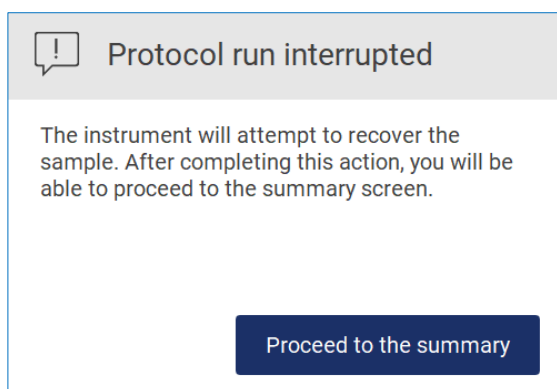 Protocol run interrupted
The instrument will attempt to recover the
sample. After completing this action, you will be
able to proceed to the summary screen.
Proceed to the summary